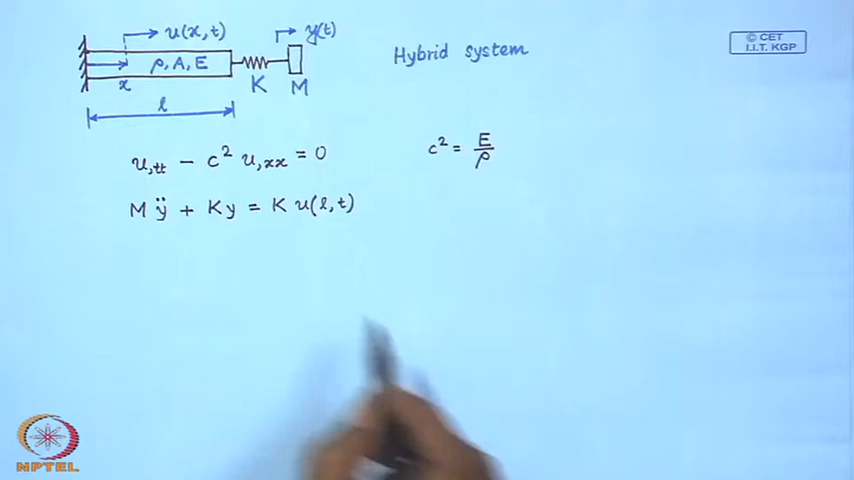 u(x,t)
y(t)
Hybrid system
© CET
I.I.T. KGP
ρ, A, E
x
K
M
l
u,tt − c² u,xx = 0
c² = E/ρ
M ÿ + Ky = K u(l,t)
NPTEL